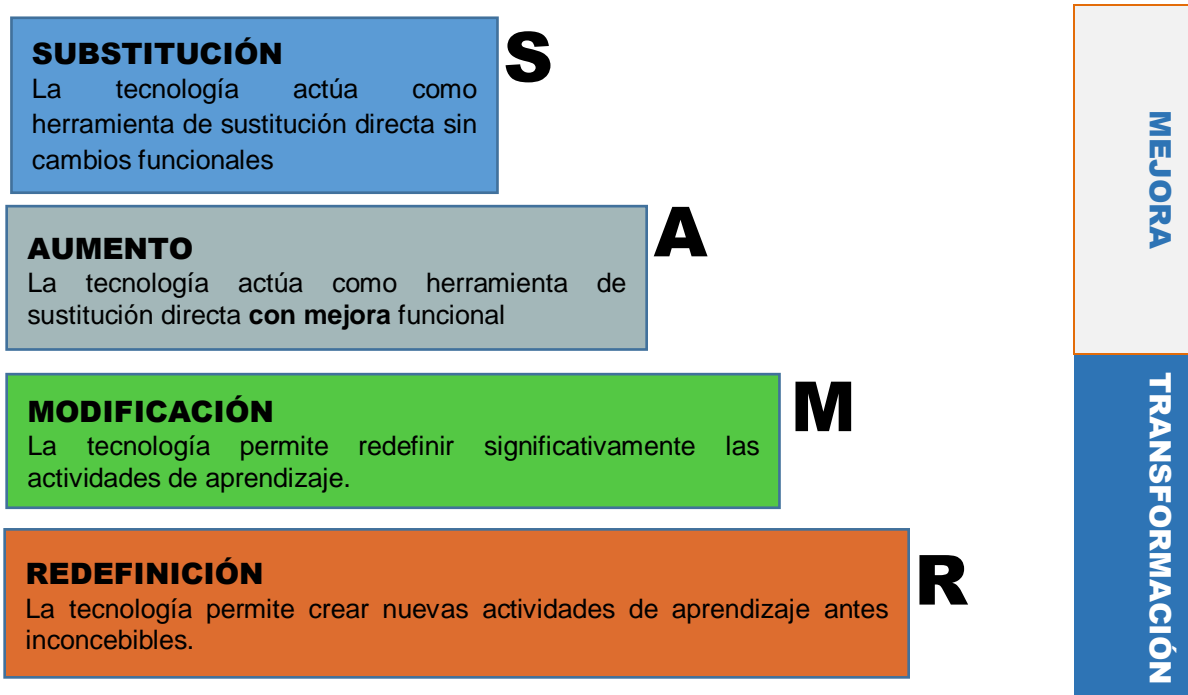 SUBSTITUCIÓN
La tecnología actúa como
herramienta de sustitución directa sin
cambios funcionales
S
AUMENTO
La tecnología actúa como herramienta de
sustitución directa con mejora funcional
A
MODIFICACIÓN
La tecnología permite redefinir significativamente las
actividades de aprendizaje.
M
REDEFINICIÓN
La tecnología permite crear nuevas actividades de aprendizaje antes
inconcebibles.
R
MEJORA
TRANSFORMACIÓN